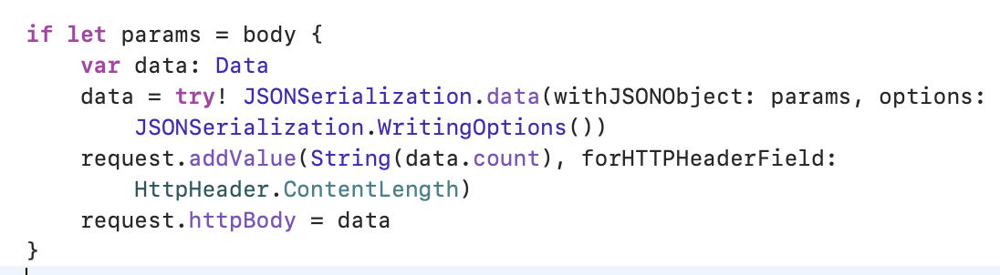 if let params = body {
    var data: Data
    data = try! JSONSerialization.data(withJSONObject: params, options:
        JSONSerialization.WritingOptions())
    request.addValue(String(data.count), forHTTPHeaderField:
        HttpHeader.ContentLength)
    request.httpBody = data
}